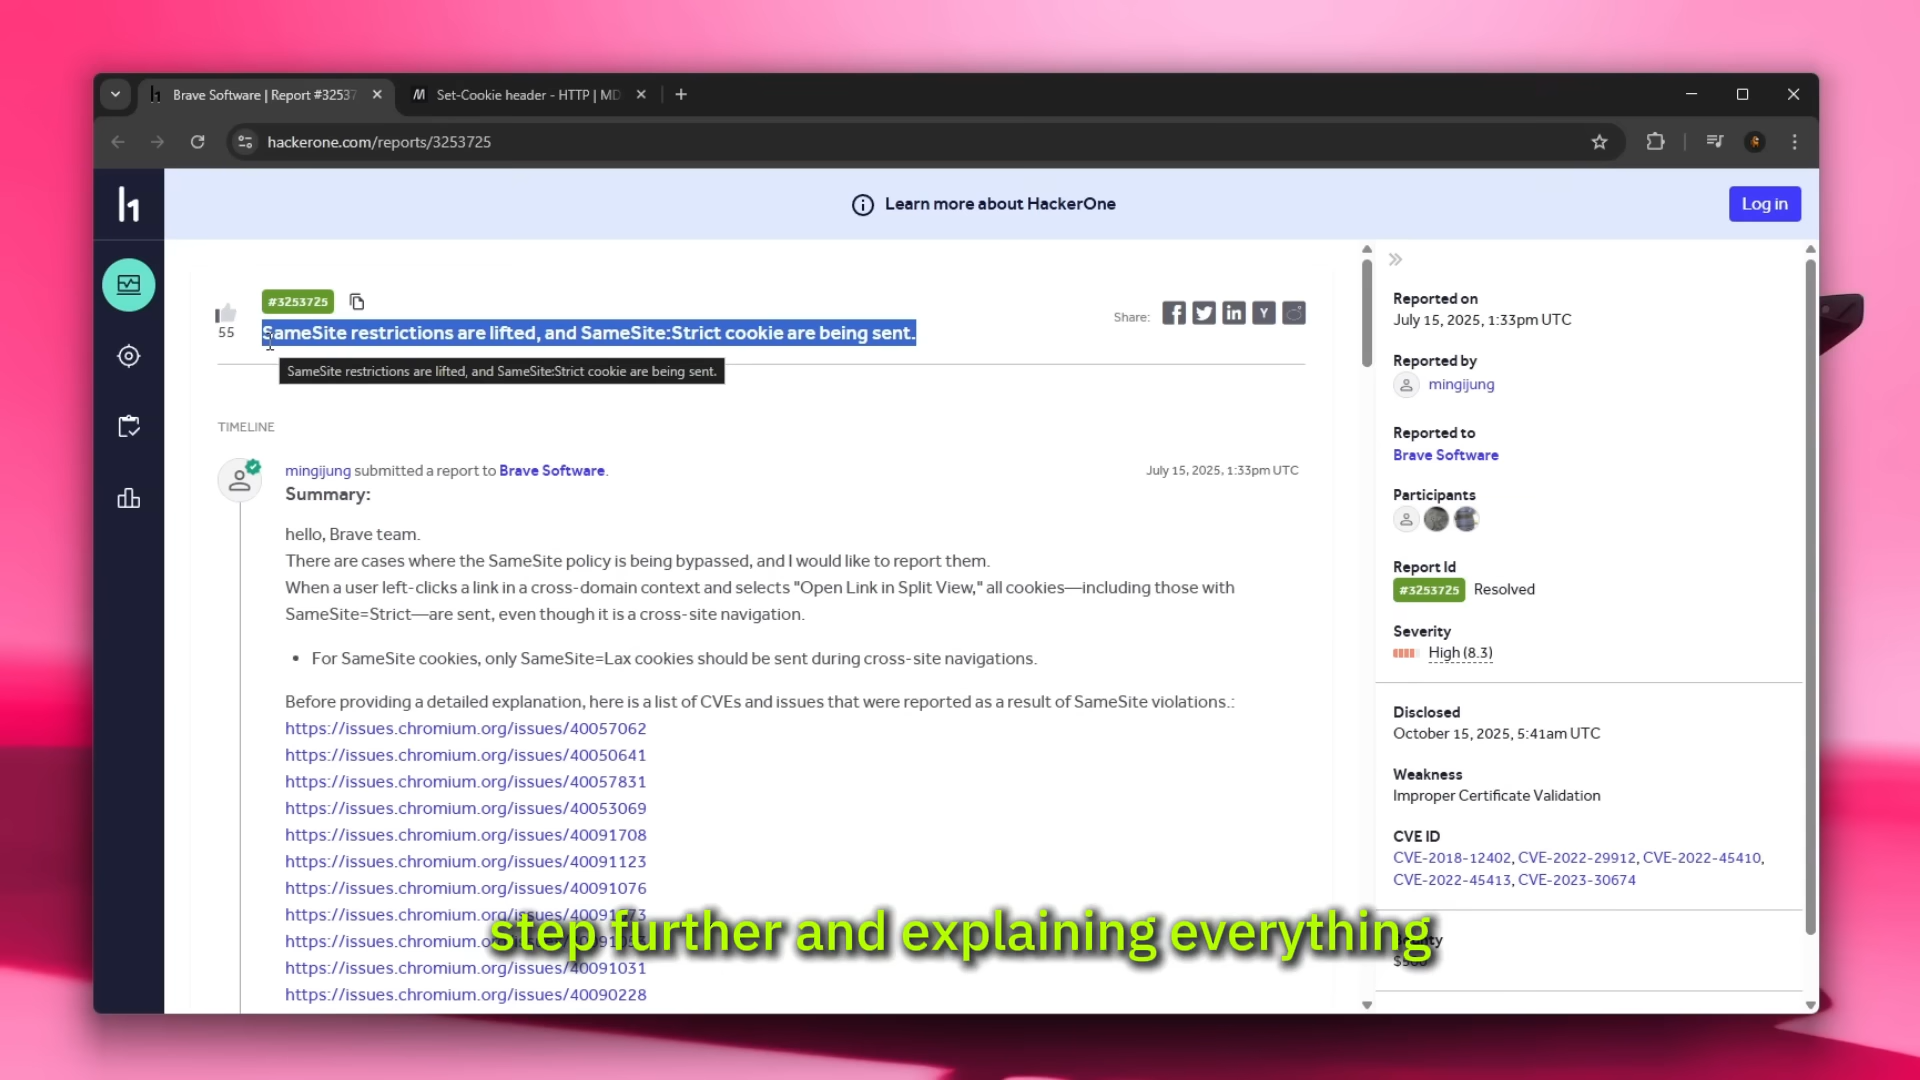 Brave Software | Report #3253
Set-Cookie header - HTTP | MD
hackerone.com/reports/3253725
Learn more about HackerOne
Log in
#3253725
55
SameSite restrictions are lifted, and SameSite:Strict cookie are being sent.
Share:
SameSite restrictions are lifted, and SameSite:Strict cookie are being sent.
TIMELINE
mingijung submitted a report to Brave Software.
July 15, 2025, 1:33pm UTC
Summary:
hello, Brave team.
There are cases where the SameSite policy is being bypassed, and I would like to report them.
When a user left-clicks a link in a cross-domain context and selects "Open Link in Split View," all cookies—including those with
SameSite=Strict—are sent, even though it is a cross-site navigation.
• For SameSite cookies, only SameSite=Lax cookies should be sent during cross-site navigations.
Before providing a detailed explanation, here is a list of CVEs and issues that were reported as a result of SameSite violations.:
https://issues.chromium.org/issues/40057062
https://issues.chromium.org/issues/40050641
https://issues.chromium.org/issues/40057831
https://issues.chromium.org/issues/40053069
https://issues.chromium.org/issues/40091708
https://issues.chromium.org/issues/40091123
https://issues.chromium.org/issues/40091076
https://issues.chromium.org/issues/40091031
https://issues.chromium.org/issues/40090228
Reported on
July 15, 2025, 1:33pm UTC
Reported by
mingijung
Reported to
Brave Software
Participants
Report Id
#3253725 Resolved
Severity
High (8.3)
Disclosed
October 15, 2025, 5:41am UTC
Weakness
Improper Certificate Validation
CVE ID
CVE-2018-12402, CVE-2022-29912, CVE-2022-45410,
CVE-2022-45413, CVE-2023-30674
step further and explaining everything